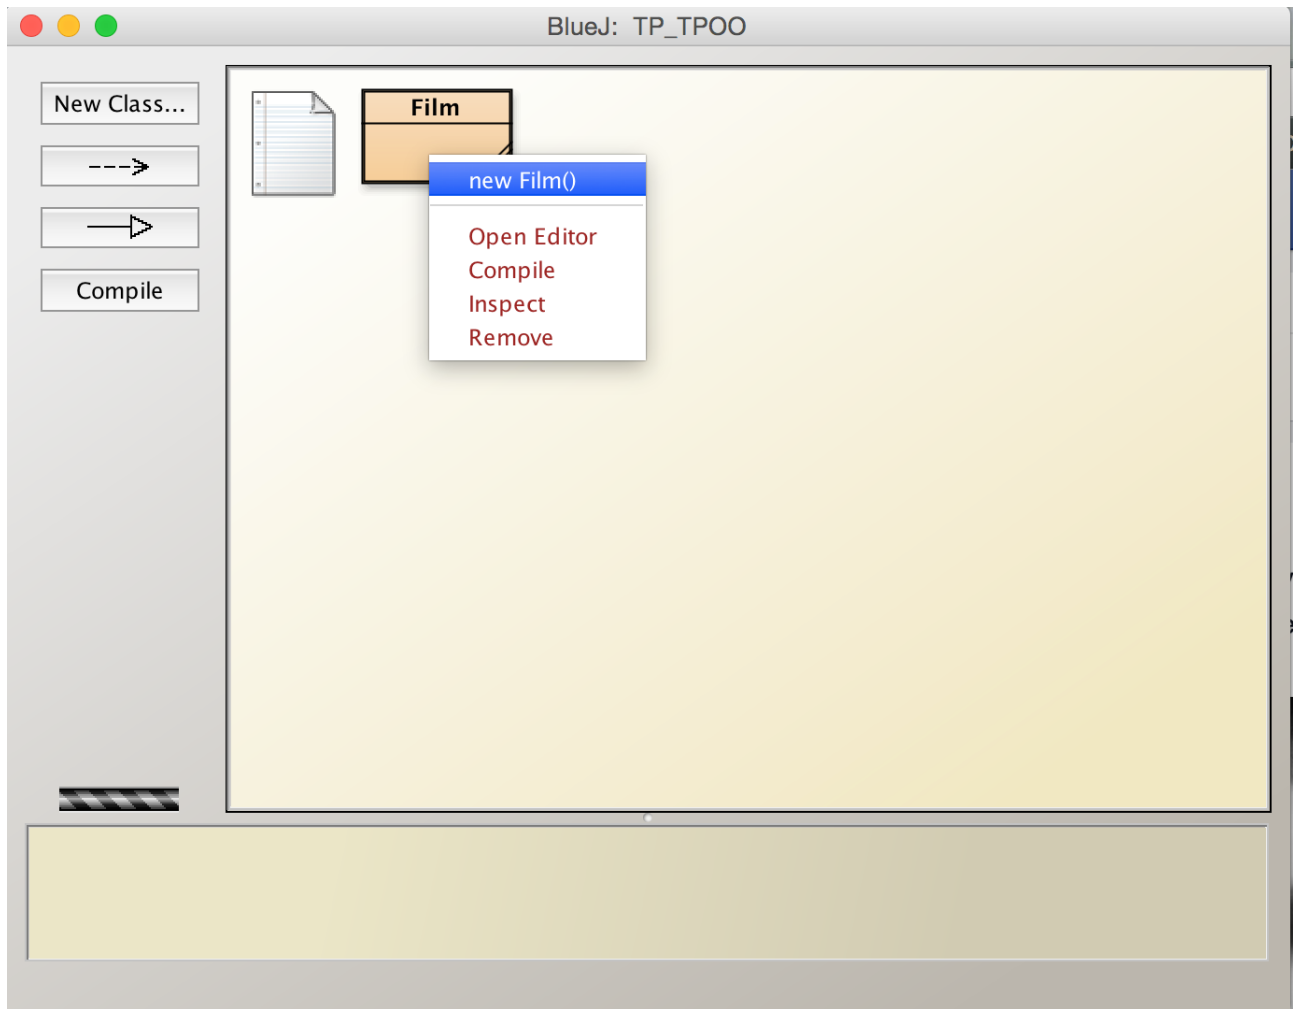 BlueJ: TP_TPOO
New Class...
Film
new Film()
Open Editor
Compile
Compile
Inspect
Remove